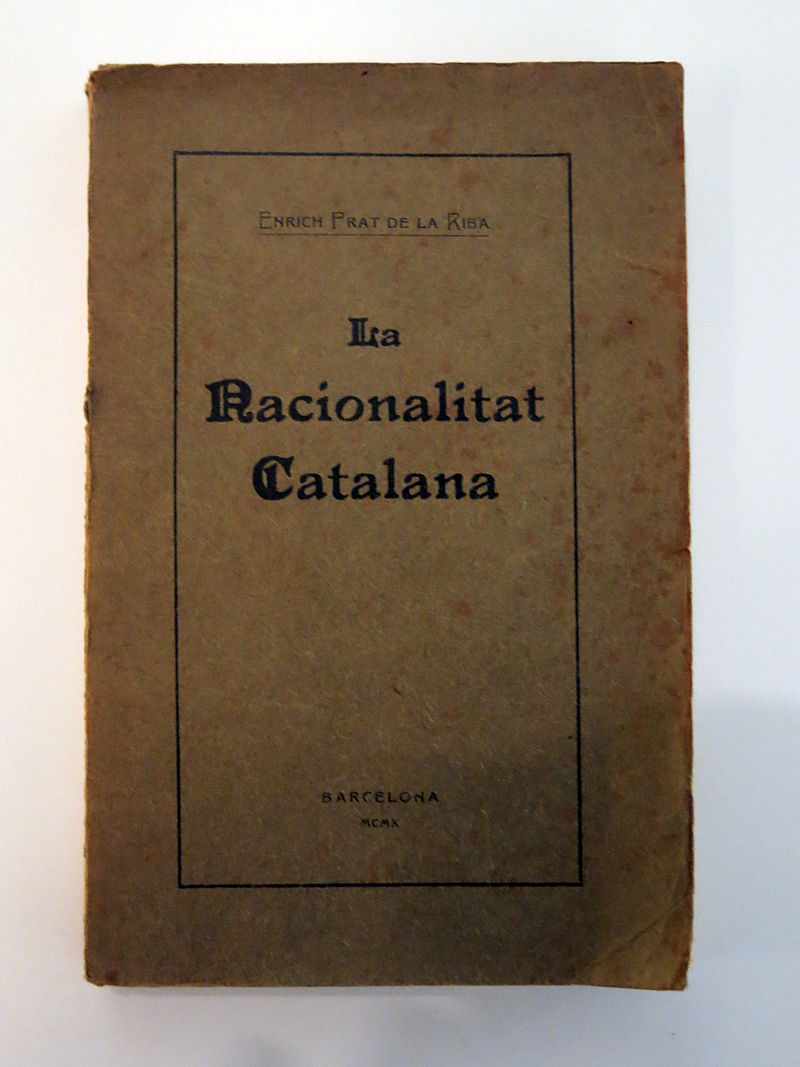 Enrich Prat de la Riba
La
Nacionalitat
Catalana
BARCELONA
MCMX